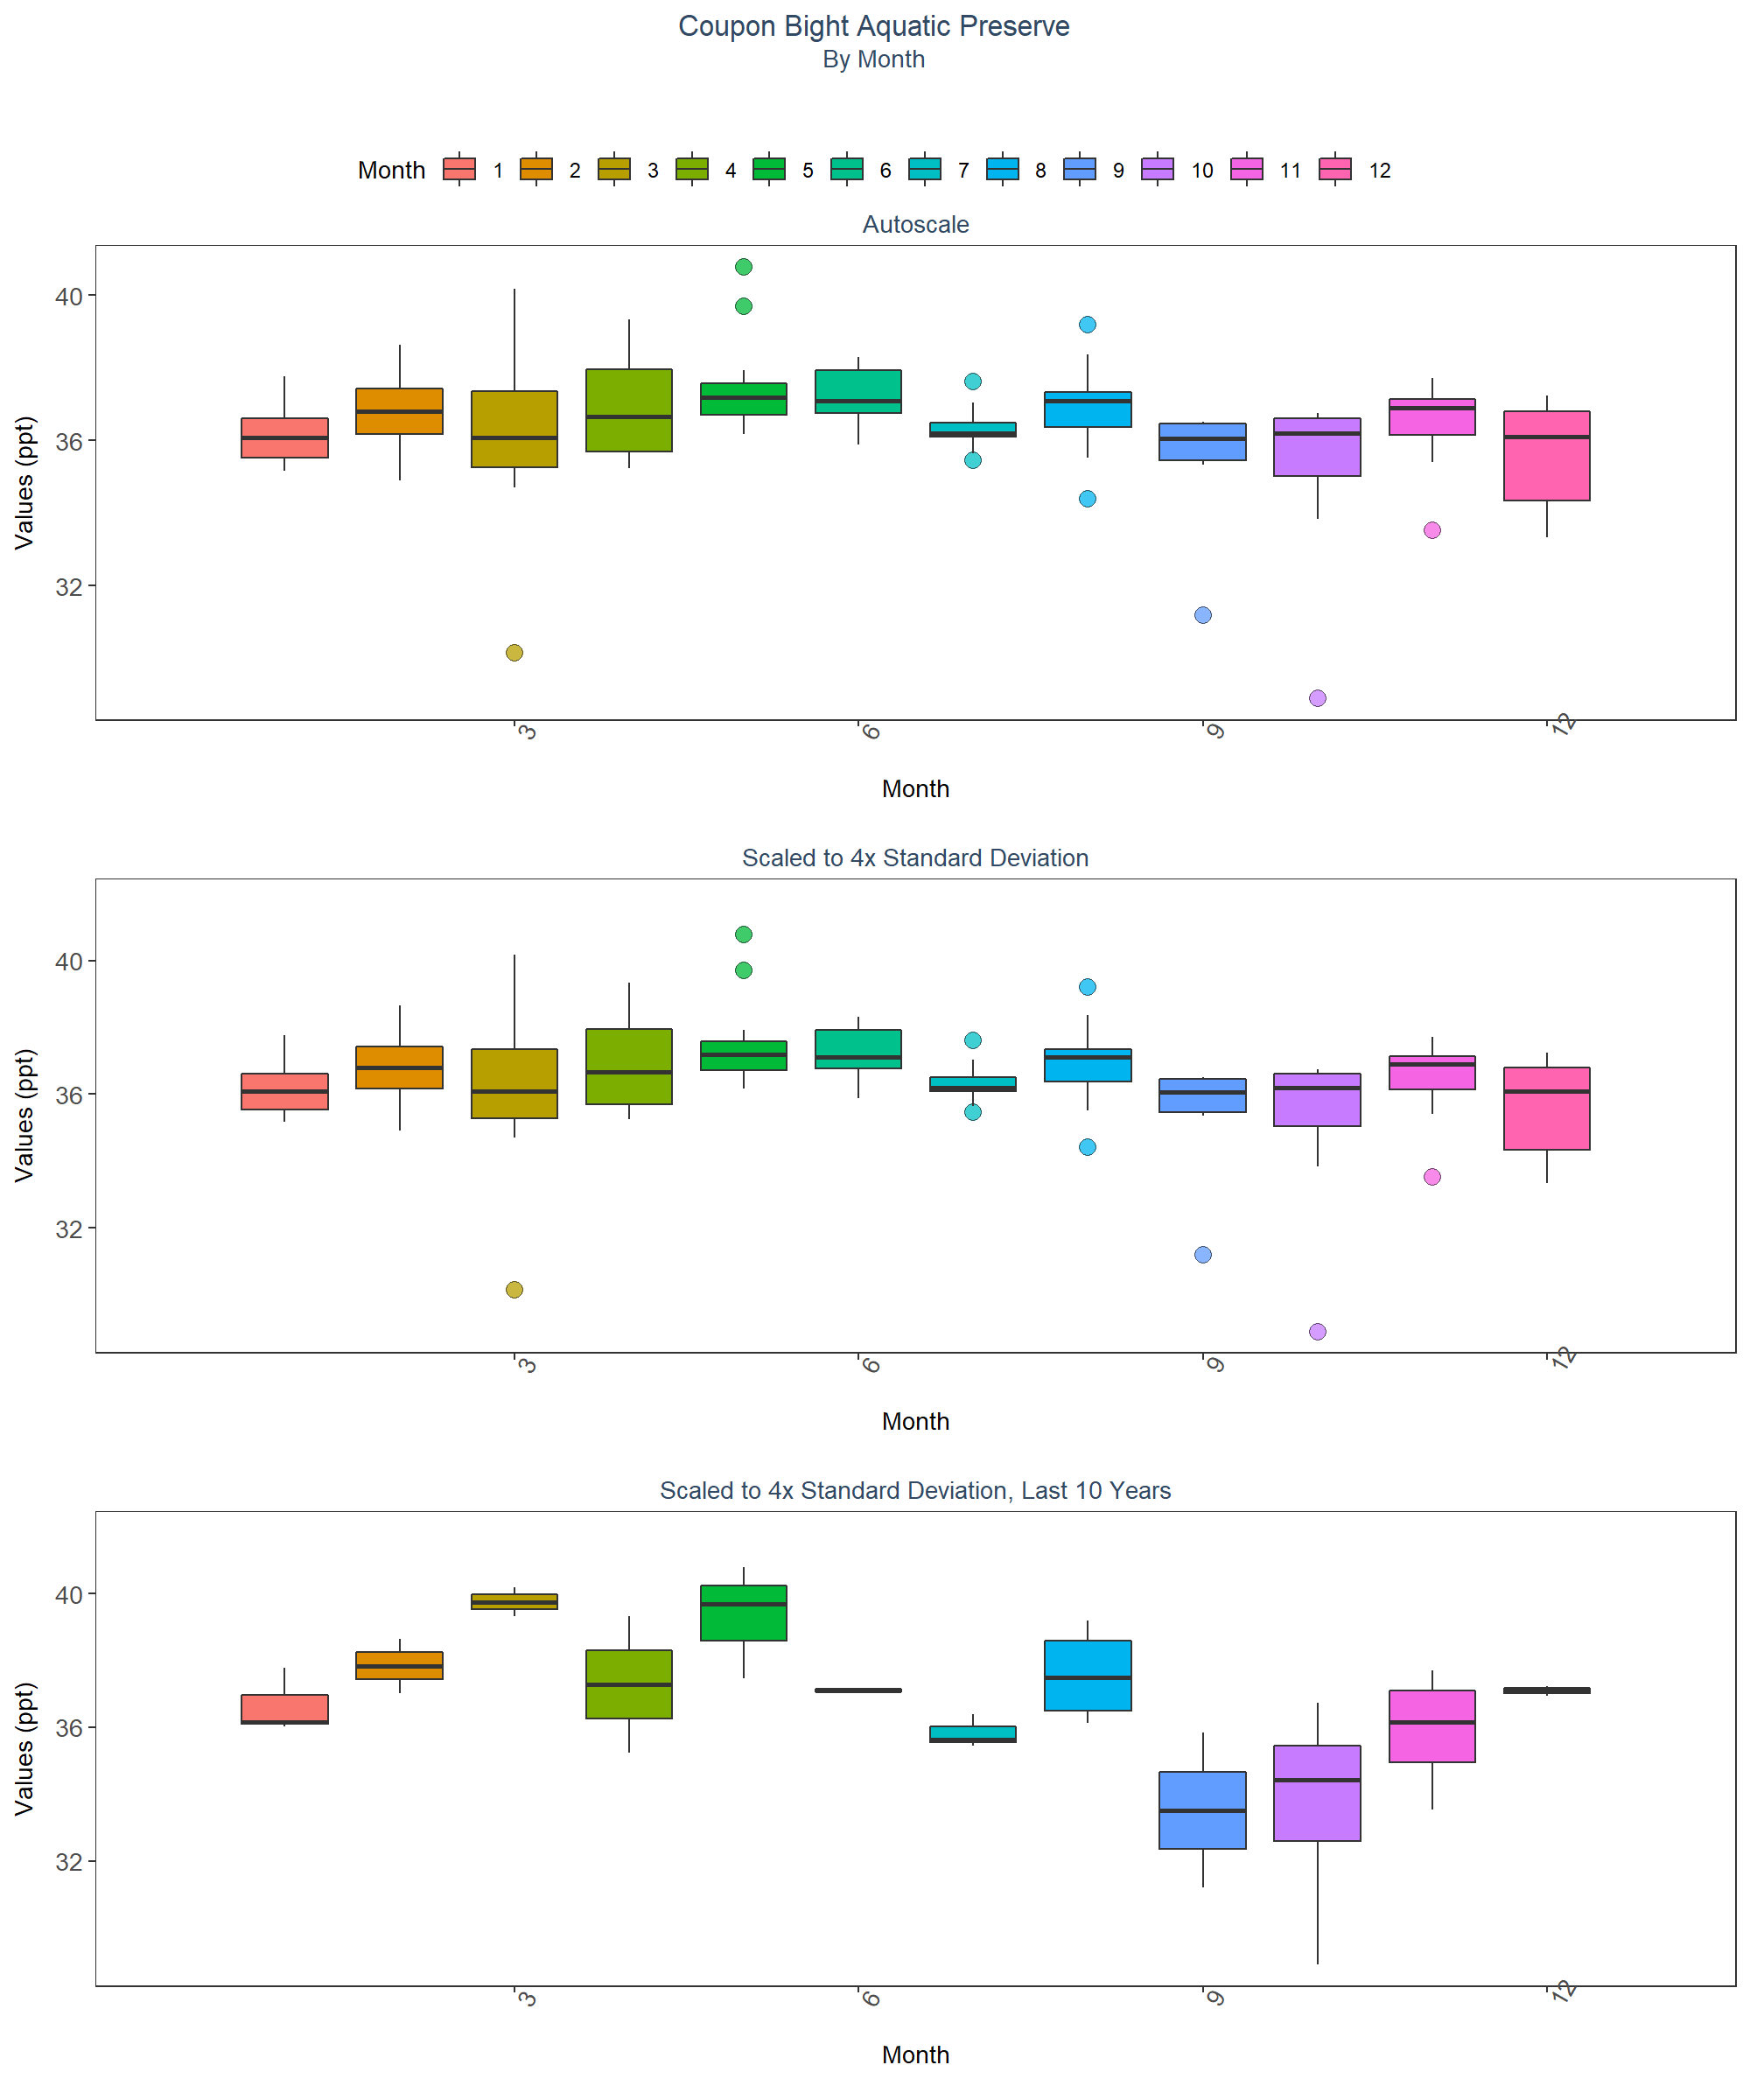 Coupon Bight Aquatic Preserve
By Month
Month 1 2 3 4 5 6 7 8 9 10 11 12
Autoscale
Values (ppt)
40
36
32
3 6 9 12
Month
Scaled to 4x Standard Deviation
Values (ppt)
40
36
32
3 6 9 12
Month
Scaled to 4x Standard Deviation, Last 10 Years
Values (ppt)
40
36
32
3 6 9 12
Month